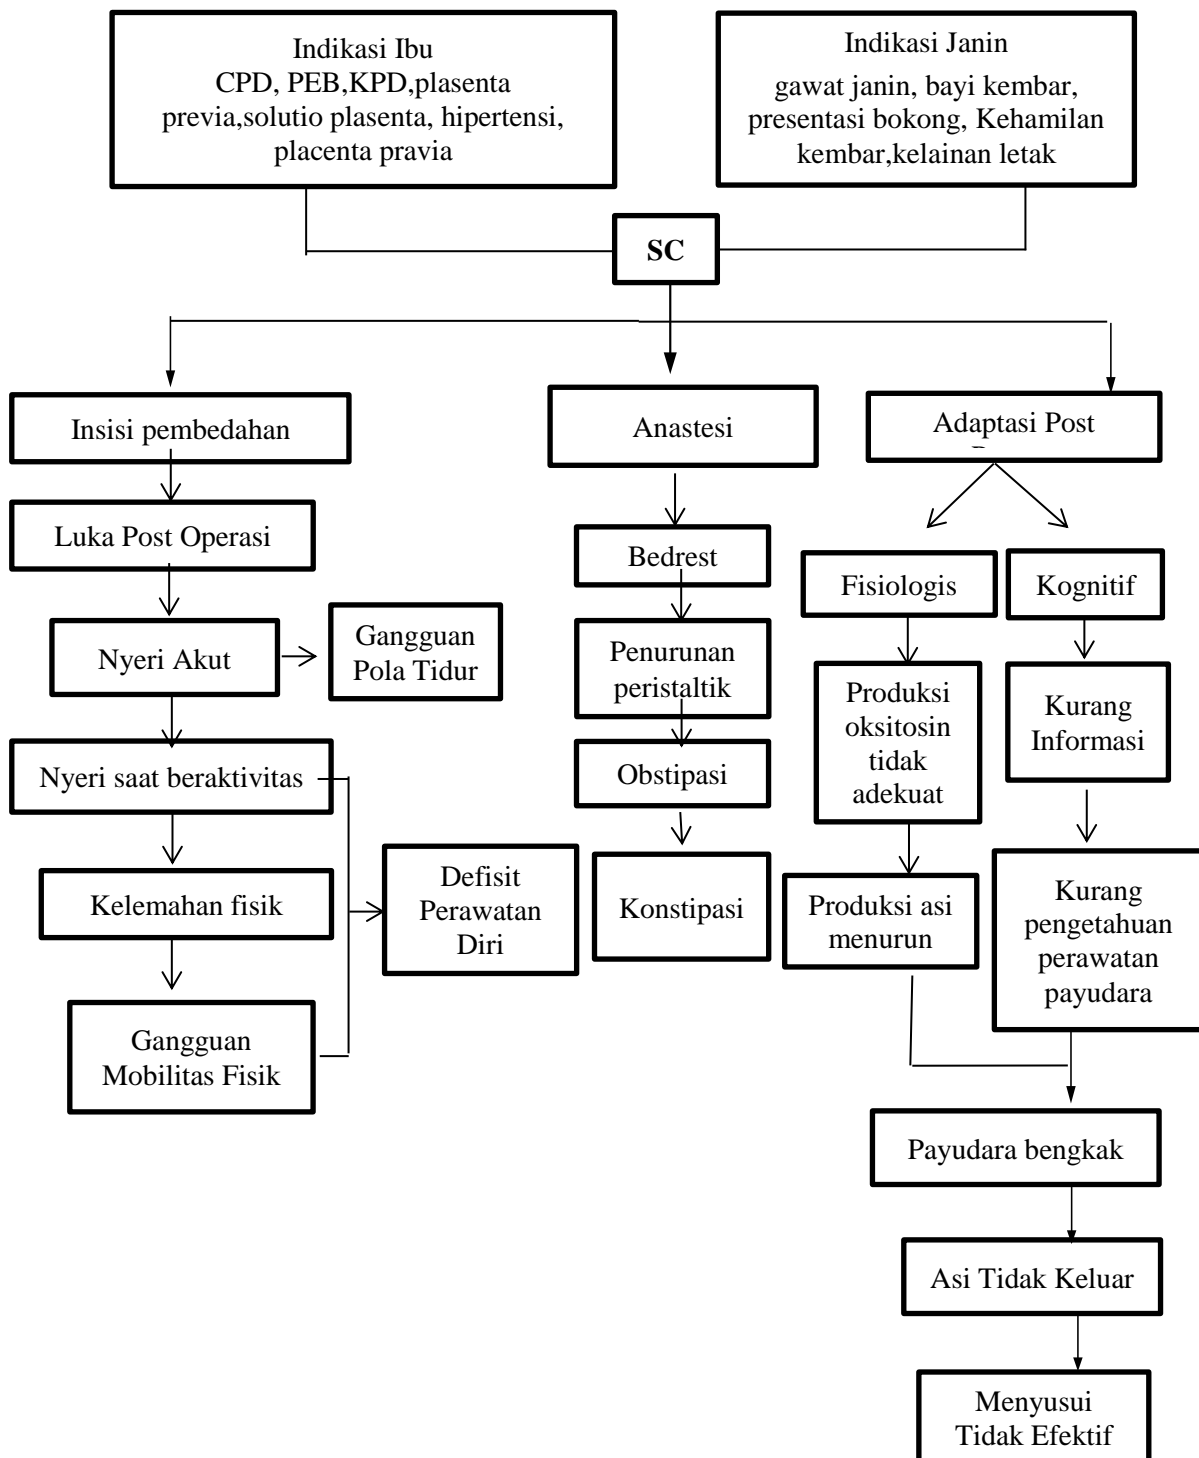 Indikasi Ibu
CPD, PEB,KPD,plasenta
previa,solutio plasenta, hipertensi,
placenta pravia
Indikasi Janin
gawat janin, bayi kembar,
presentasi bokong, Kehamilan
kembar,kelainan letak
SC
Insisi pembedahan
Anastesi
Adaptasi Post
Luka Post Operasi
Bedrest
Fisiologis
Kognitif
Nyeri Akut
Gangguan
Pola Tidur
Penurunan
peristaltik
Produksi
oksitosin
tidak
adekuat
Kurang
Informasi
Nyeri saat beraktivitas
Obstipasi
Kelemahan fisik
Defisit
Perawatan
Diri
Konstipasi
Produksi asi
menurun
Kurang
pengetahuan
perawatan
payudara
Gangguan
Mobilitas Fisik
Payudara bengkak
Asi Tidak Keluar
Menyusui
Tidak Efektif